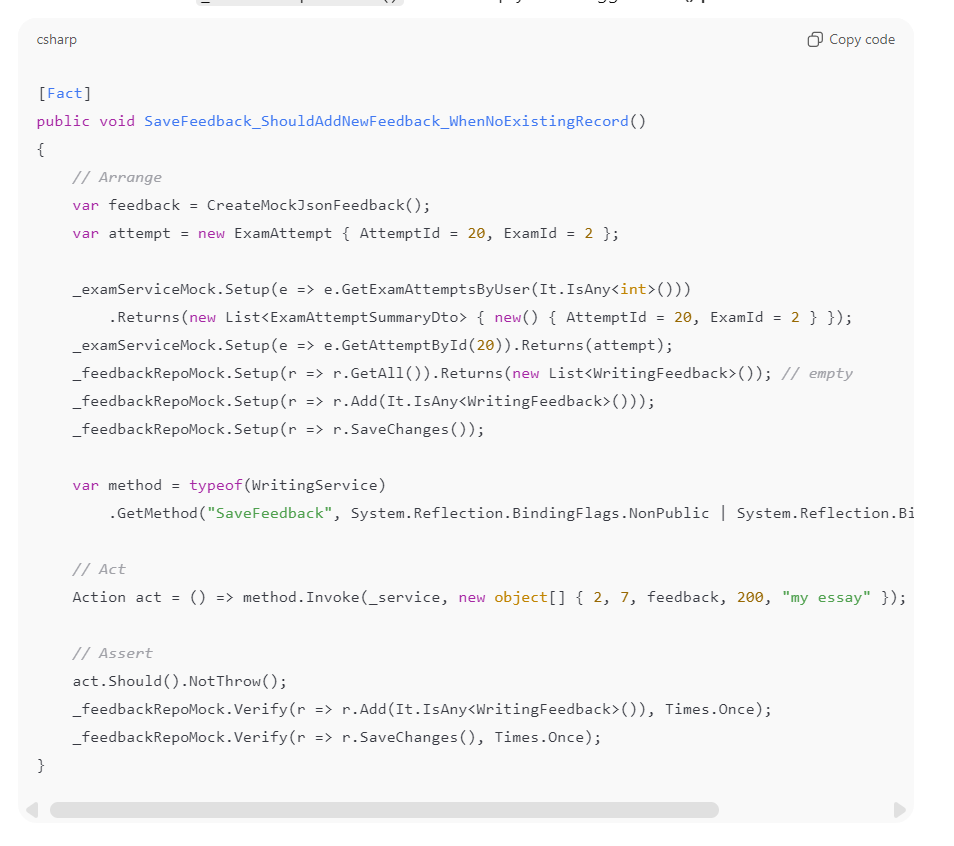 csharp
Copy code
[Fact]
public void SaveFeedback_ShouldAddNewFeedback_WhenNoExistingRecord()
{
    // Arrange
    var feedback = CreateMockJsonFeedback();
    var attempt = new ExamAttempt { AttemptId = 20, ExamId = 2 };

    _examServiceMock.Setup(e => e.GetExamAttemptsByUser(It.IsAny<int>()))
        .Returns(new List<ExamAttemptSummaryDto> { new() { AttemptId = 20, ExamId = 2 } });
    _examServiceMock.Setup(e => e.GetAttemptById(20)).Returns(attempt);
    _feedbackRepoMock.Setup(r => r.GetAll()).Returns(new List<WritingFeedback>()); // empty
    _feedbackRepoMock.Setup(r => r.Add(It.IsAny<WritingFeedback>()));
    _feedbackRepoMock.Setup(r => r.SaveChanges());

    var method = typeof(WritingService)
        .GetMethod("SaveFeedback", System.Reflection.BindingFlags.NonPublic | System.Reflection.Bi

    // Act
    Action act = () => method.Invoke(_service, new object[] { 2, 7, feedback, 200, "my essay" });

    // Assert
    act.Should().NotThrow();
    _feedbackRepoMock.Verify(r => r.Add(It.IsAny<WritingFeedback>()), Times.Once);
    _feedbackRepoMock.Verify(r => r.SaveChanges(), Times.Once);
}